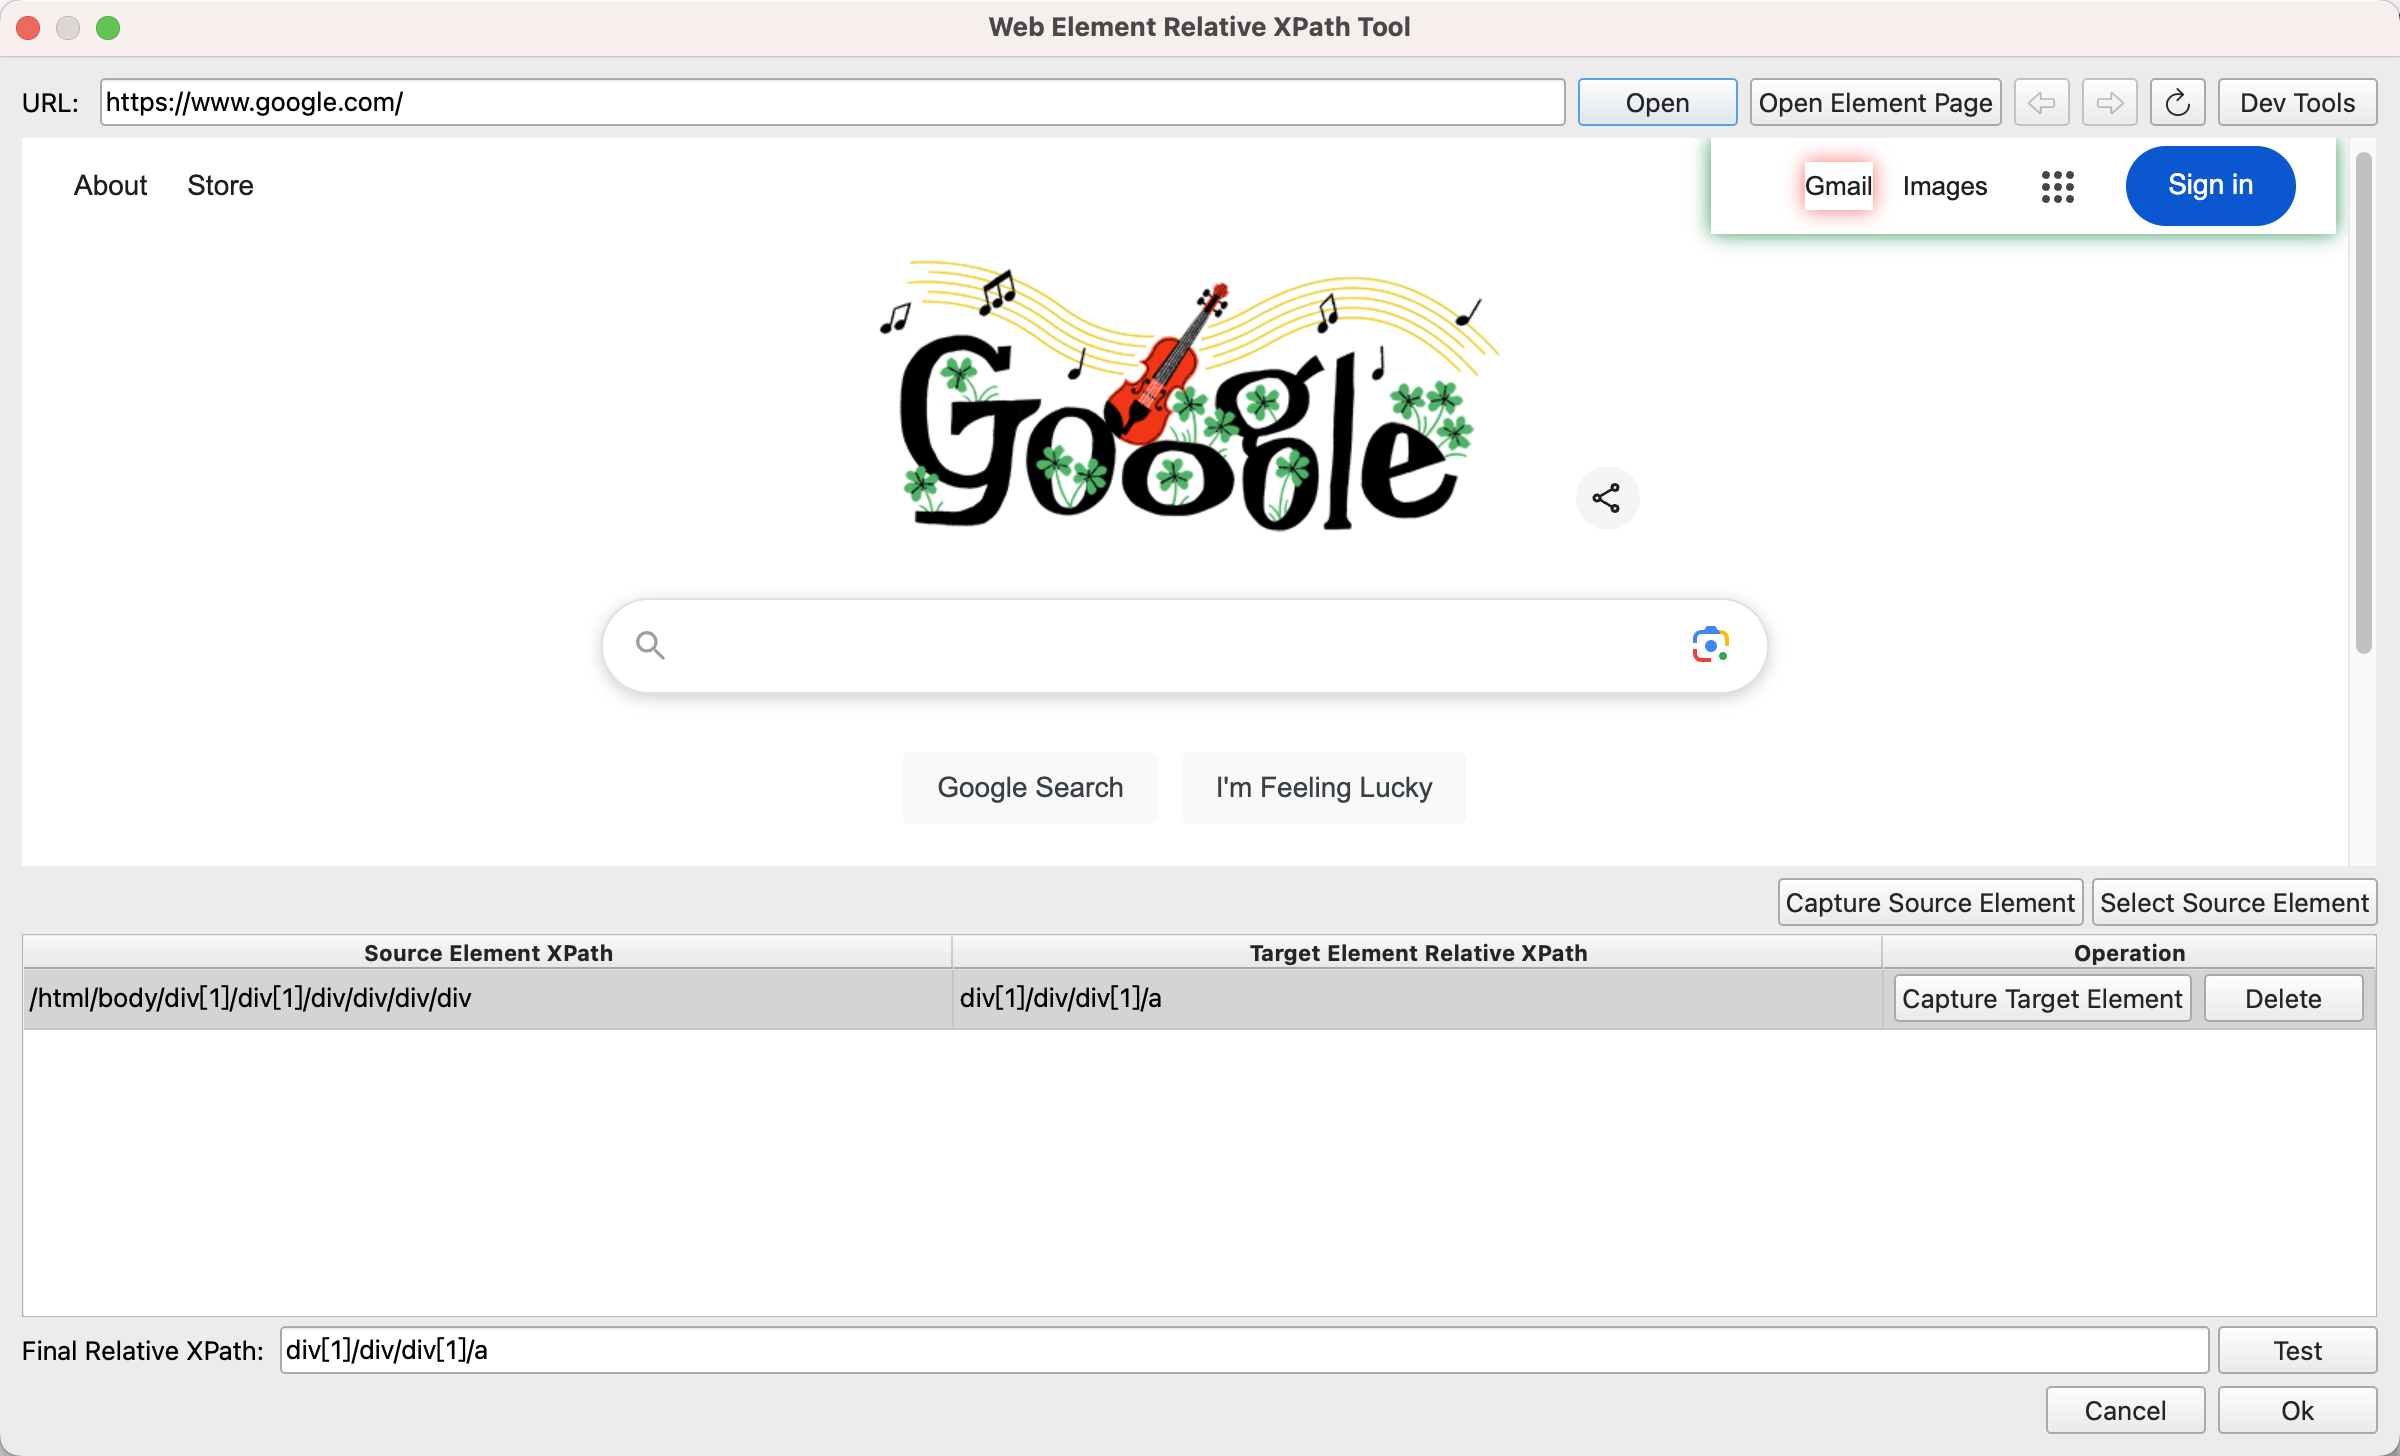 Web Element Relative XPath Tool
URL: https://www.google.com/ Open Open Element Page Dev Tools
About Store Gmail Images Sign in
Google
Google Search I'm Feeling Lucky
Capture Source Element Select Source Element
Source Element XPath Target Element Relative XPath Operation
/html/body/div[1]/div[1]/div/div/div/div div[1]/div/div[1]/a Capture Target Element Delete
Final Relative XPath: div[1]/div/div[1]/a Test
Cancel Ok